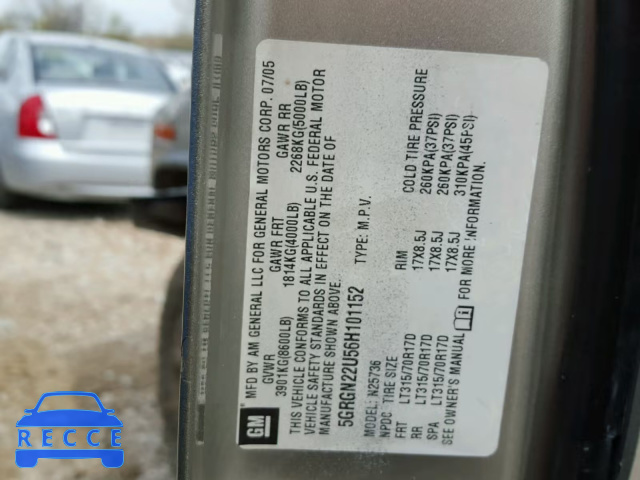 MFD BY AM GENERAL LLC FOR GENERAL MOTORS CORP. 07/05
GVWR GAWR FRT GAWR RR
3901KG(8600LB) 1814KG(4000LB) 2268KG(5000LB)
THIS VEHICLE CONFORMS TO ALL APPLICABLE U.S. FEDERAL MOTOR
VEHICLE SAFETY STANDARDS IN EFFECT ON THE DATE OF
MANUFACTURE SHOWN ABOVE.
5GRGN22U56H101152 TYPE: M.P.V.
MODEL: N25736
NPDC TIRE SIZE RIM COLD TIRE PRESSURE
FRT LT315/70R17D 17X8.5J 260KPA(37PSI)
RR LT315/70R17D 17X8.5J 260KPA(37PSI)
SPA LT315/70R17D 17X8.5J 310KPA(45PSI)
SEE OWNER'S MANUAL FOR MORE INFORMATION.
GM
RECCE